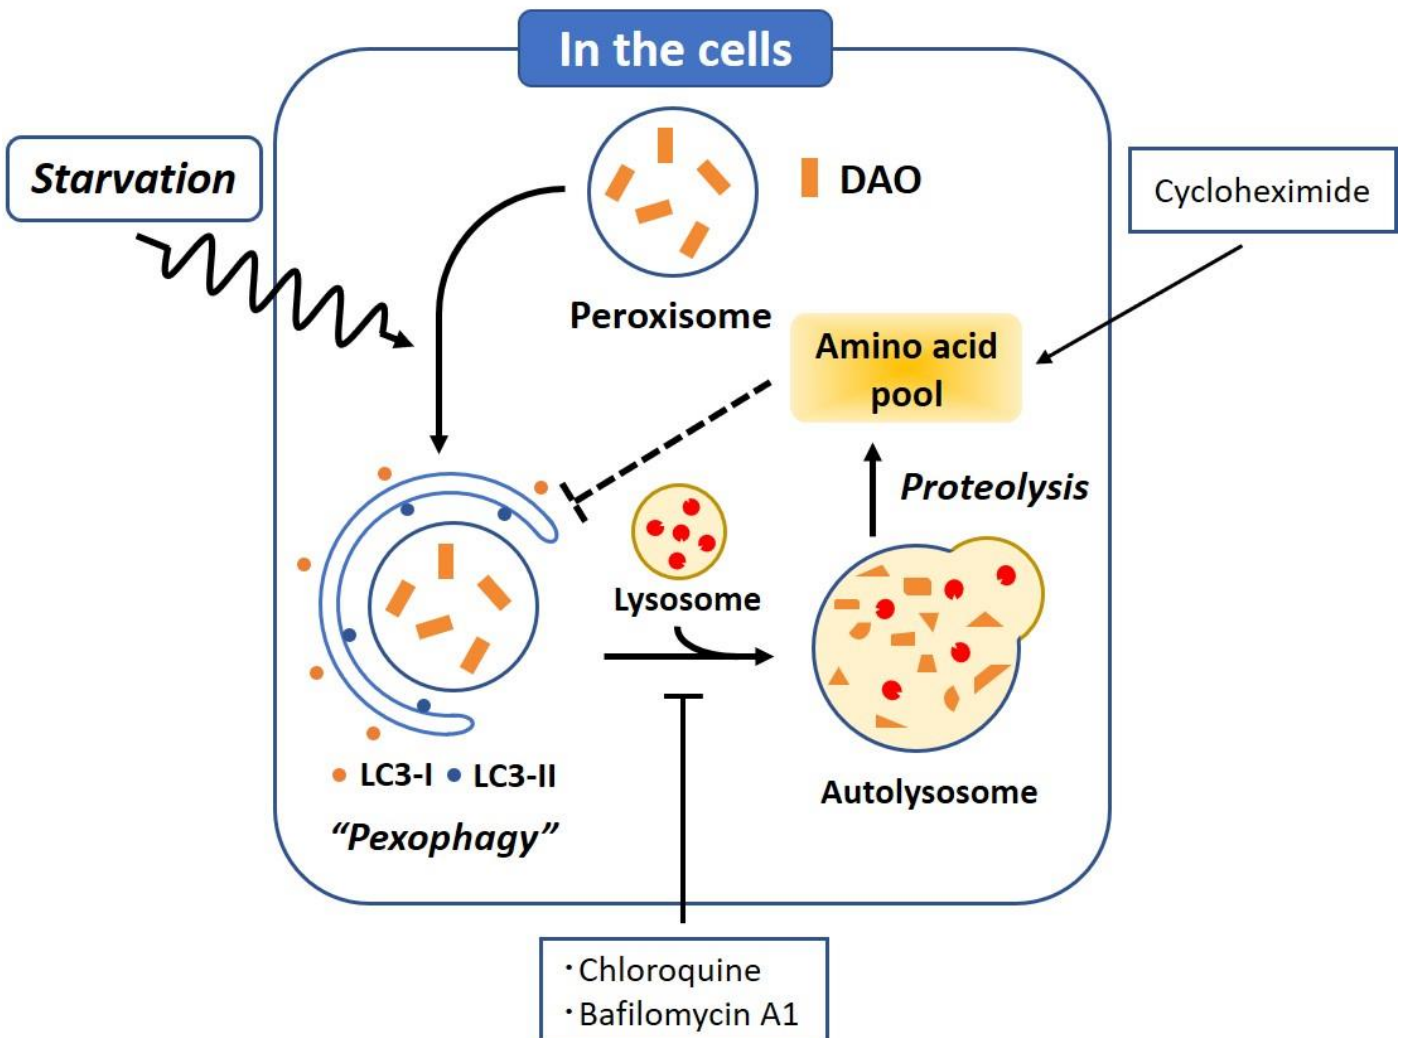 In the cells
Starvation
DAO
Cycloheximide
Peroxisome
Amino acid
pool
Proteolysis
Lysosome
LC3-I LC3-II
Autolysosome
“Pexophagy”
・Chloroquine
・Bafilomycin A1